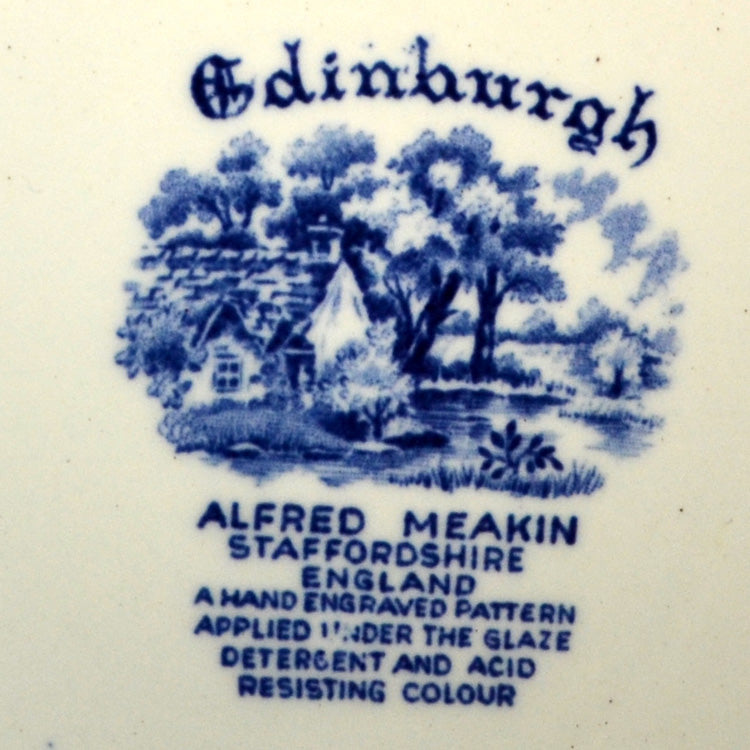 Edinburgh
ALFRED MEAKIN
STAFFORDSHIRE
ENGLAND
A HAND ENGRAVED PATTERN
APPLIED UNDER THE GLAZE
DETERGENT AND ACID
RESISTING COLOUR